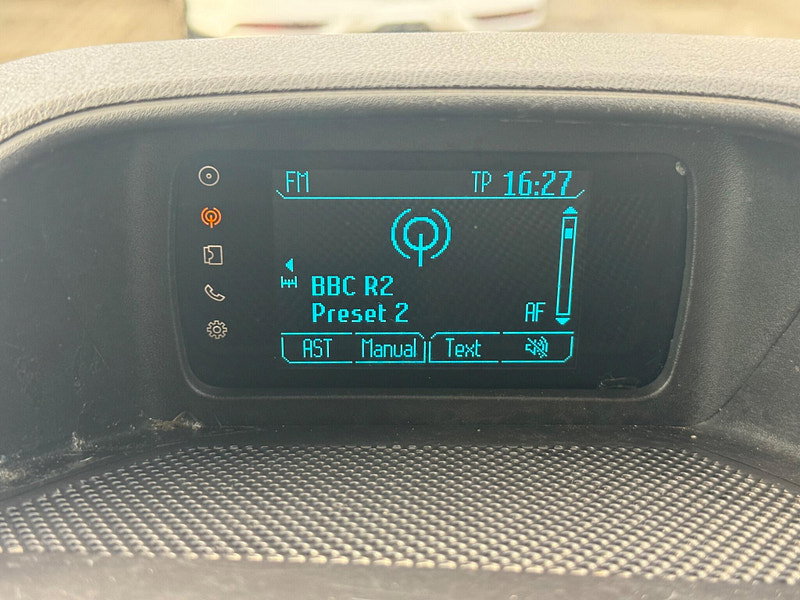 FM TP 16:27
BBC R2
Preset 2 AF
AST Manual Text